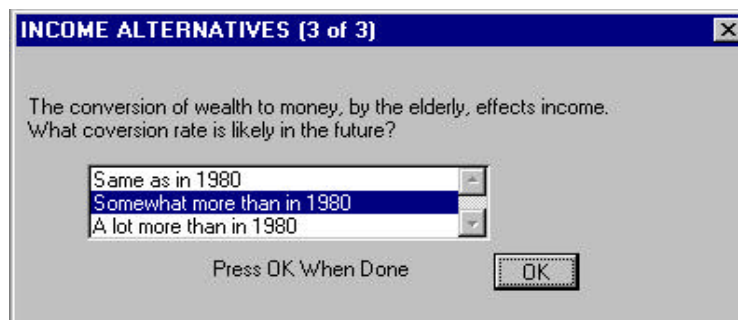 INCOME ALTERNATIVES (3 of 3)
The conversion of wealth to money, by the elderly, effects income.
What coversion rate is likely in the future?
Same as in 1980
Somewhat more than in 1980
A lot more than in 1980
Press OK When Done
OK